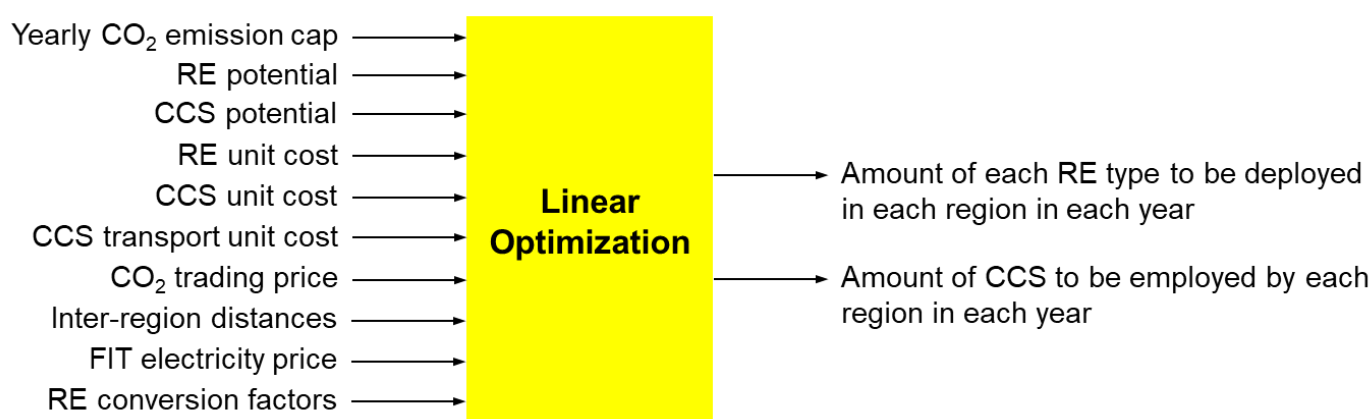 Yearly CO₂ emission cap
RE potential
CCS potential
RE unit cost
CCS unit cost
CCS transport unit cost
CO₂ trading price
Inter-region distances
FIT electricity price
RE conversion factors
Linear
Optimization
Amount of each RE type to be deployed
in each region in each year
Amount of CCS to be employed by each
region in each year